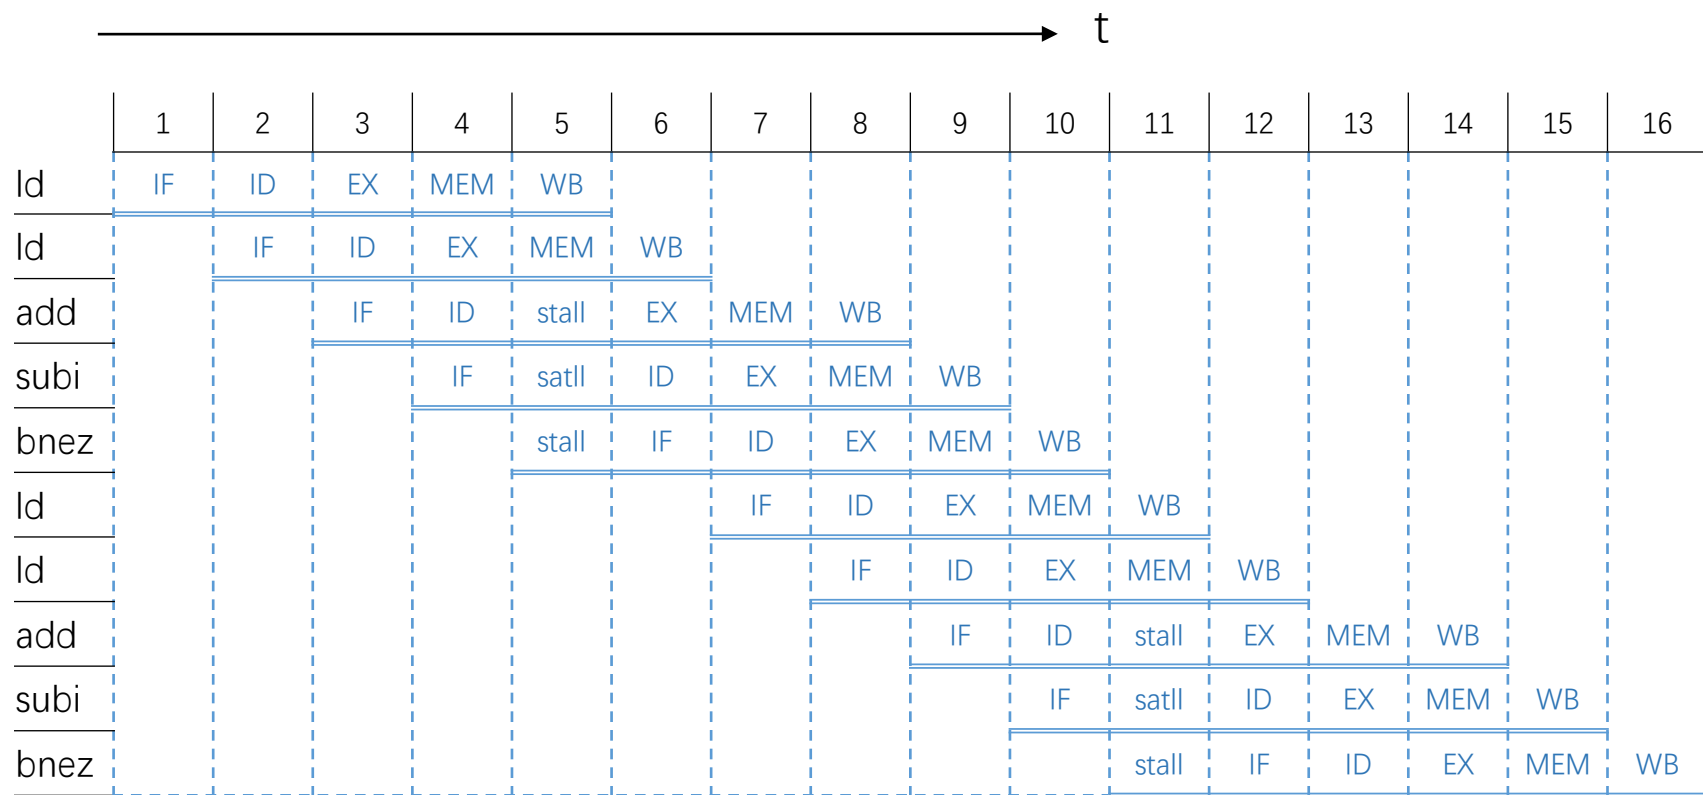 t
1 2 3 4 5 6 7 8 9 10 11 12 13 14 15 16
ld IF ID EX MEM WB
ld IF ID EX MEM WB
add IF ID stall EX MEM WB
subi IF satll ID EX MEM WB
bnez stall IF ID EX MEM WB
ld IF ID EX MEM WB
ld IF ID EX MEM WB
add IF ID stall EX MEM WB
subi IF satll ID EX MEM WB
bnez stall IF ID EX MEM WB